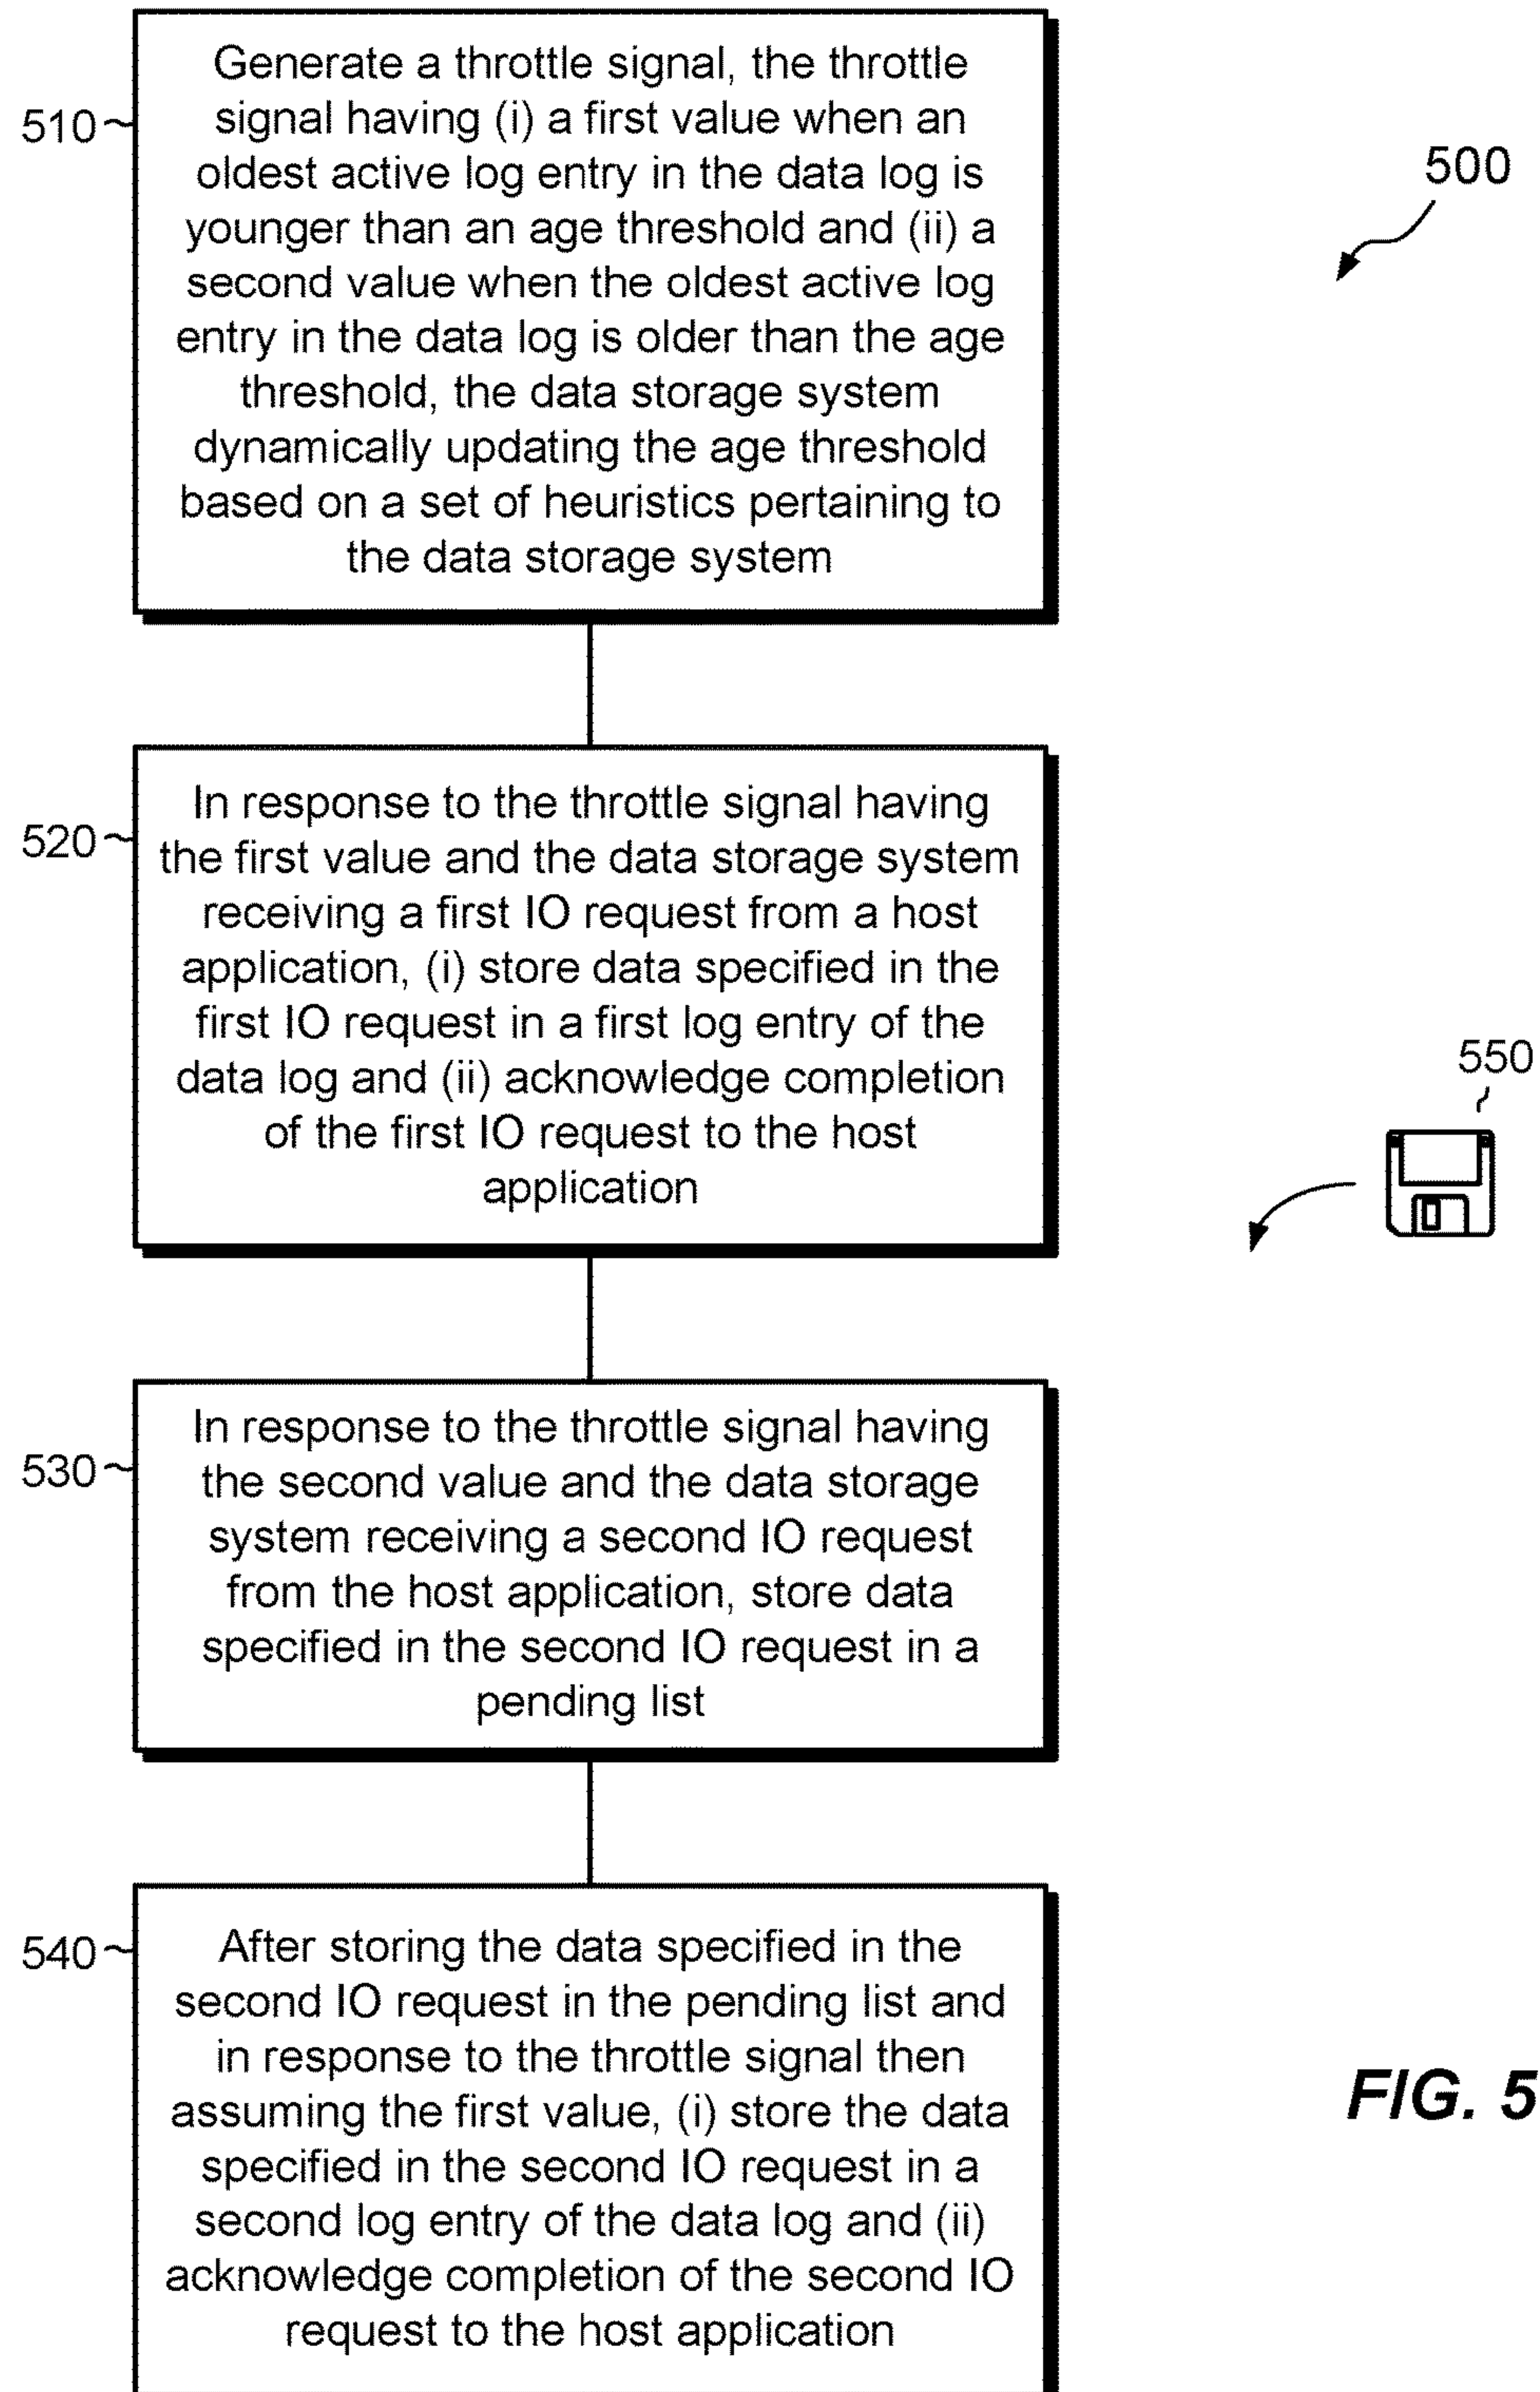 510
Generate a throttle signal, the throttle
signal having (i) a first value when an
oldest active log entry in the data log is
younger than an age threshold and (ii) a
second value when the oldest active log
entry in the data log is older than the age
threshold, the data storage system
dynamically updating the age threshold
based on a set of heuristics pertaining to
the data storage system
500
520
In response to the throttle signal having
the first value and the data storage system
receiving a first IO request from a host
application, (i) store data specified in the
first IO request in a first log entry of the
data log and (ii) acknowledge completion
of the first IO request to the host
application
550
530
In response to the throttle signal having
the second value and the data storage
system receiving a second IO request
from the host application, store data
specified in the second IO request in a
pending list
540
After storing the data specified in the
second IO request in the pending list and
in response to the throttle signal then
assuming the first value, (i) store the data
specified in the second IO request in a
second log entry of the data log and (ii)
acknowledge completion of the second IO
request to the host application
FIG. 5